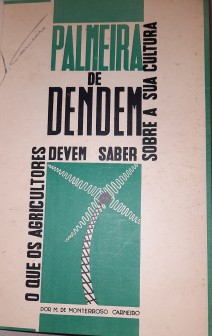 PALMEIRA
DE
DENDEM
O QUE OS AGRICULTORES
DEVEM SABER
SOBRE A SUA CULTURA
POR M. DE MONTERROSO CARNEIRO